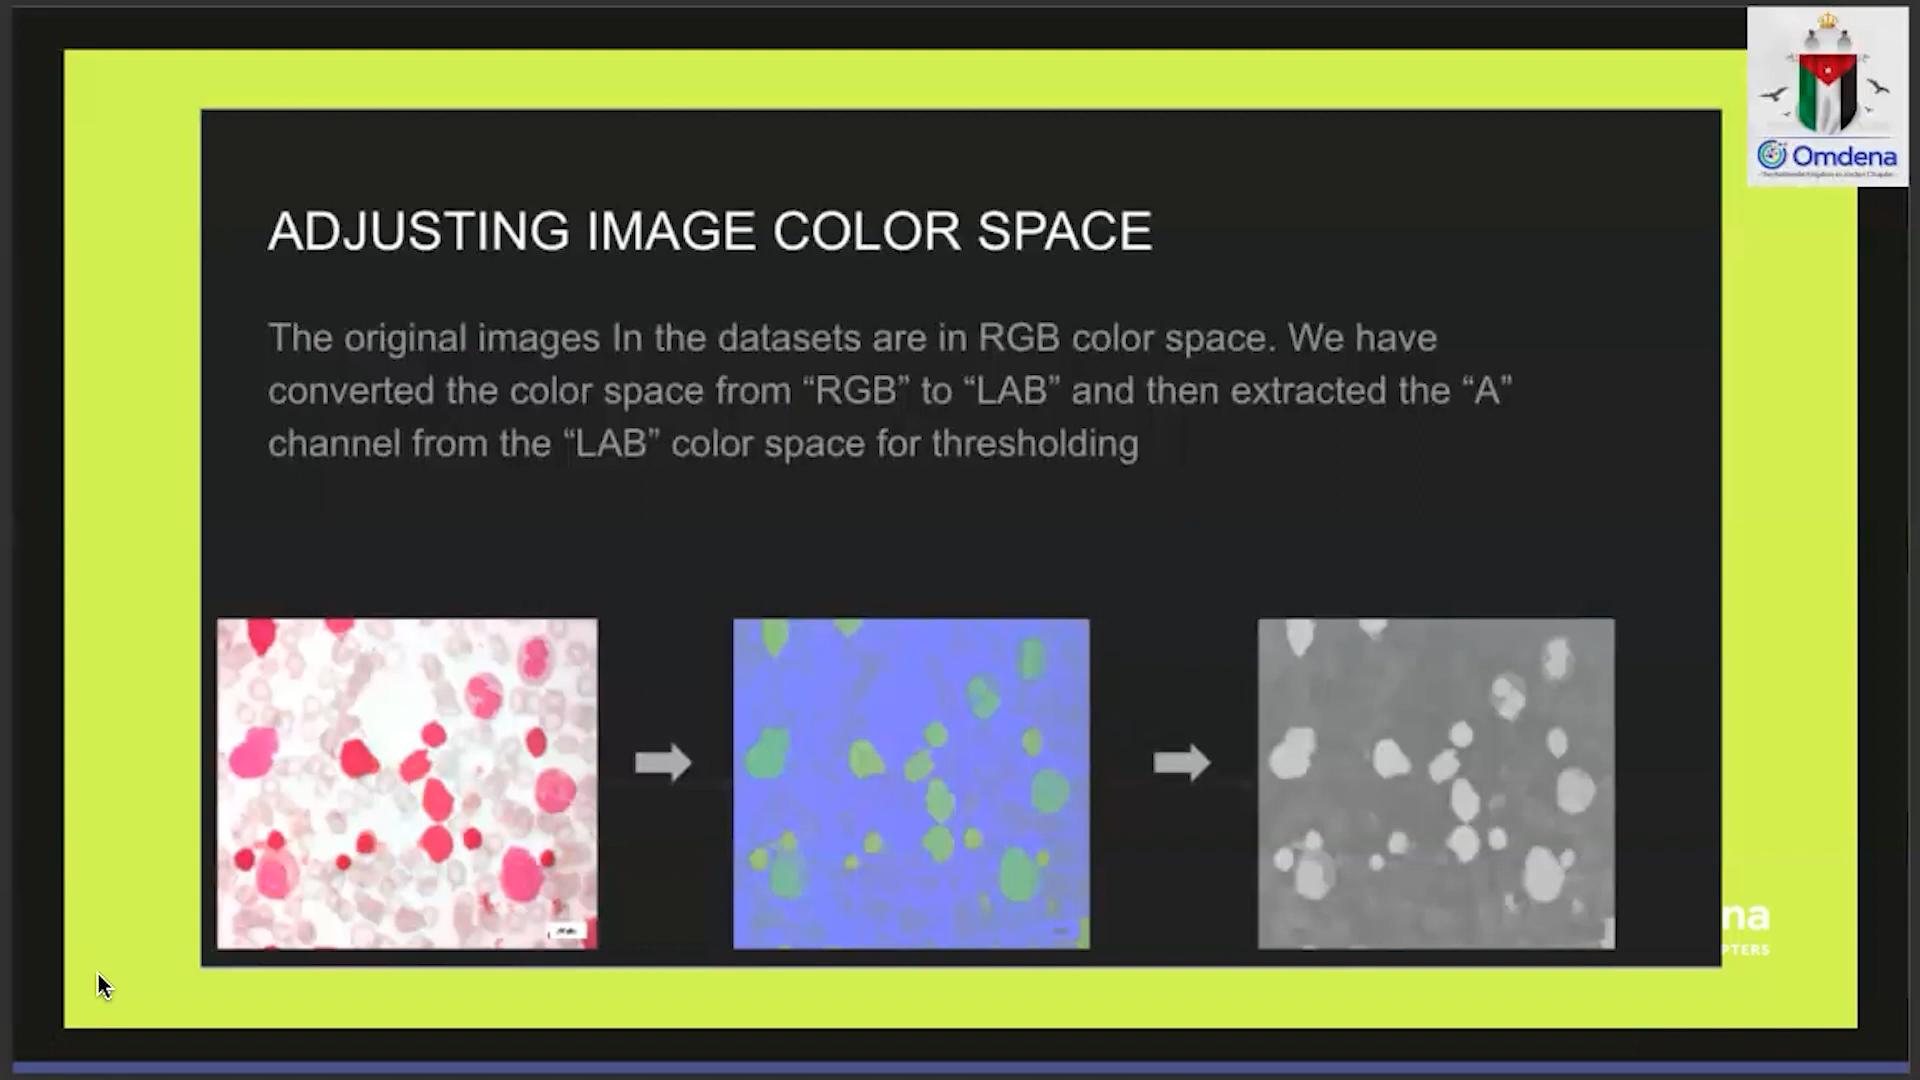 Omdena
ADJUSTING IMAGE COLOR SPACE
The original images In the datasets are in RGB color space. We have
converted the color space from “RGB” to “LAB” and then extracted the “A”
channel from the “LAB” color space for thresholding
na
PTERS